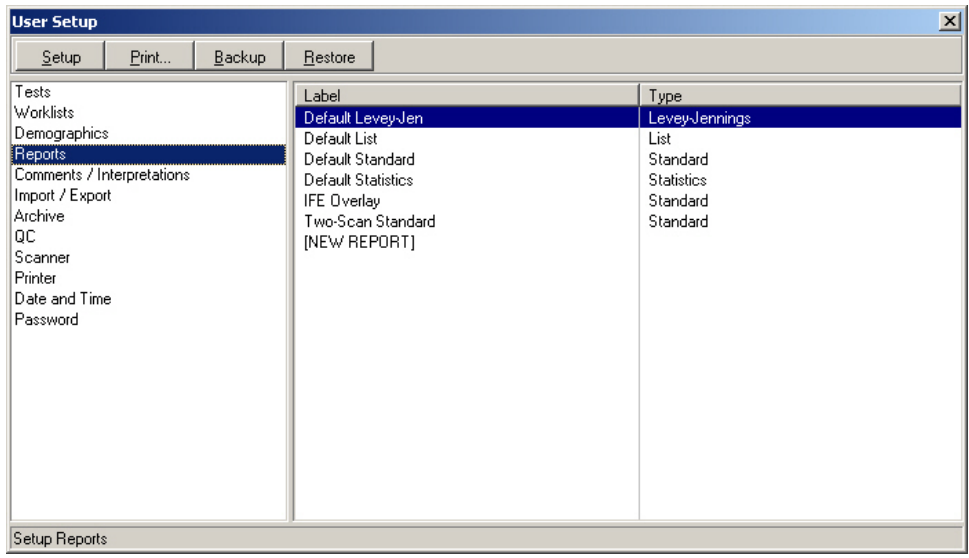 User Setup
Setup Print... Backup Restore
Tests
Worklists
Demographics
Reports
Comments / Interpretations
Import / Export
Archive
QC
Scanner
Printer
Date and Time
Password
Label Type
Default Levey-Jen Levey-Jennings
Default List List
Default Standard Standard
Default Statistics Statistics
IFE Overlay Standard
Two-Scan Standard Standard
[NEW REPORT]
Setup Reports